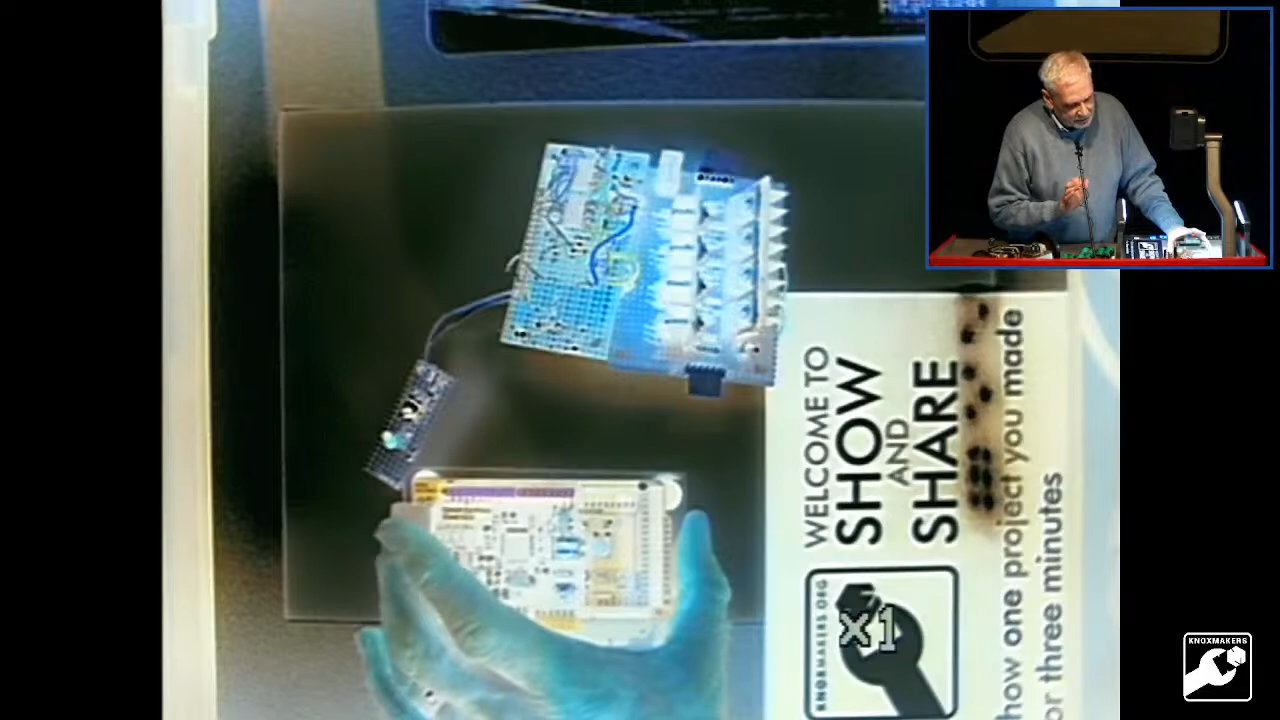 WELCOME TO
SHOW
AND
SHARE
how one project you made
or three minutes
KNOXMAKERS.ORG
X1
KNOXMAKERS